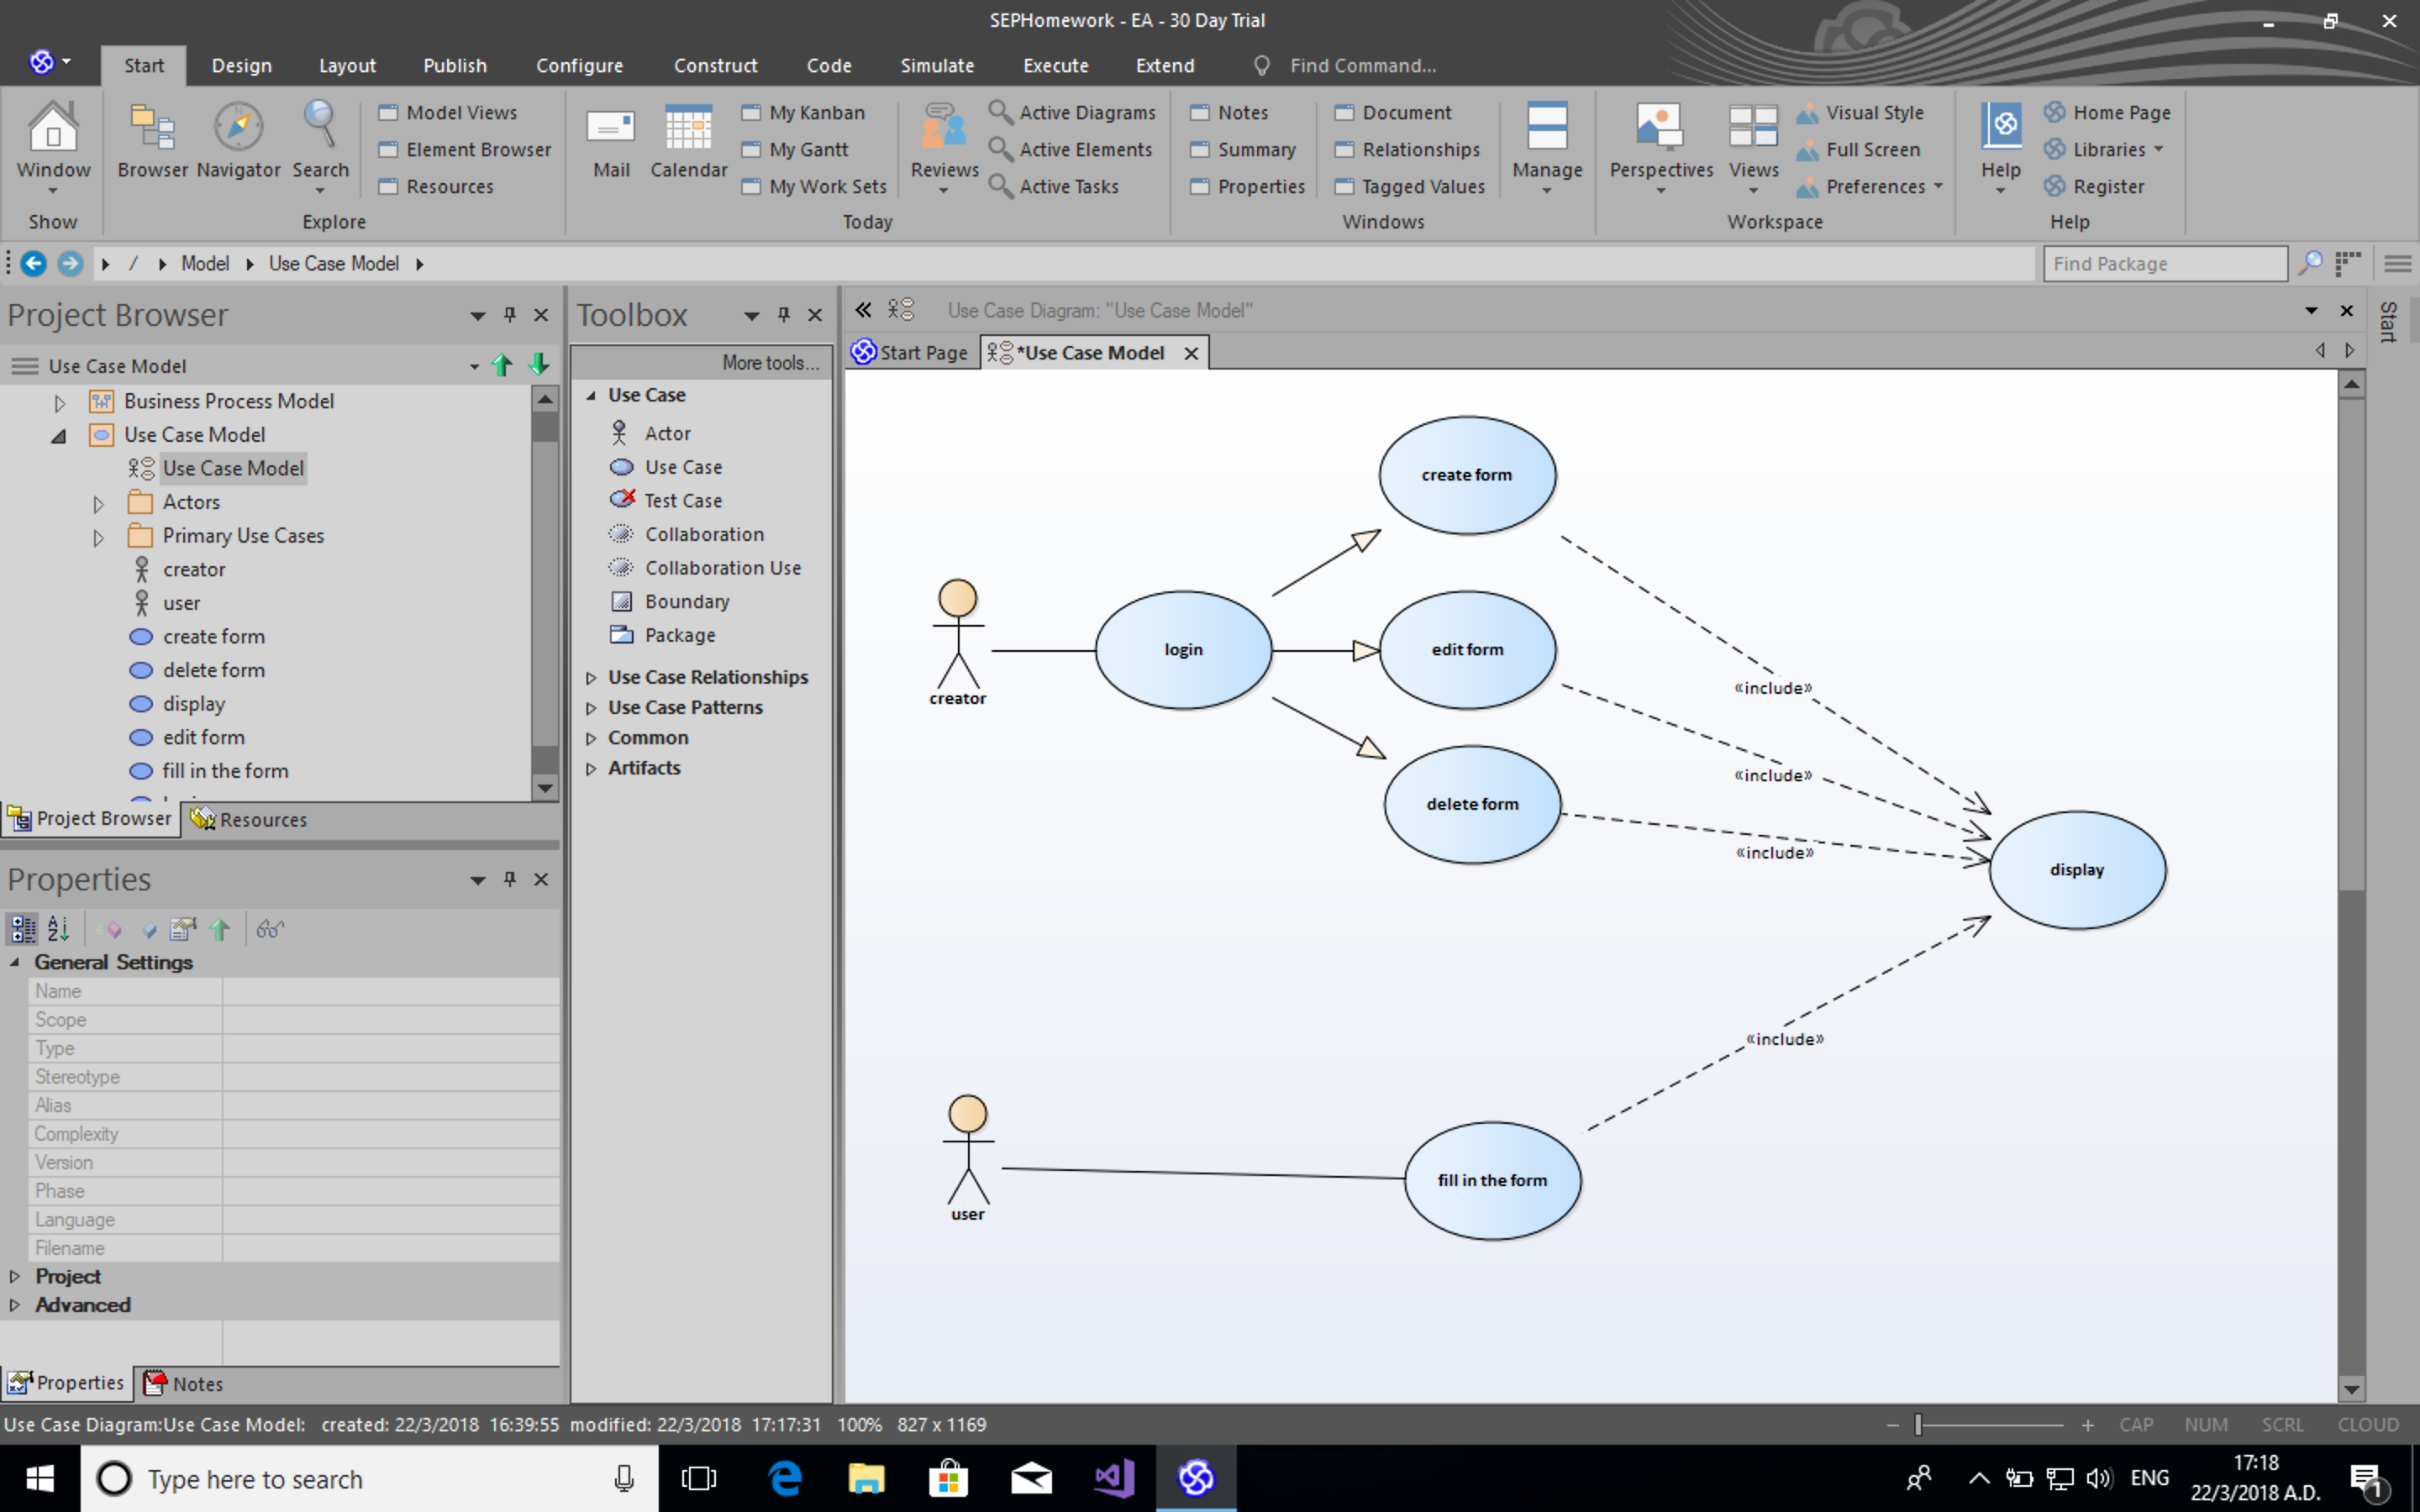 SEPHomework - EA - 30 Day Trial
Start Design Layout Publish Configure Construct Code Simulate Execute Extend Find Command...
Model Views My Kanban Active Diagrams Notes Document Visual Style Home Page
Element Browser My Gantt Active Elements Summary Relationships Full Screen Libraries
Window Browser Navigator Search Mail Calendar Reviews Manage Perspectives Views Help
Resources My Work Sets Active Tasks Properties Tagged Values Preferences Register
Show Explore Today Windows Workspace Help
/ Model Use Case Model Find Package
Project Browser
Use Case Model
Business Process Model
Use Case Model
Use Case Model
Actors
Primary Use Cases
creator
user
create form
delete form
display
edit form
fill in the form
Project Browser Resources
Properties
General Settings
Name
Scope
Type
Stereotype
Alias
Complexity
Version
Phase
Language
Filename
Project
Advanced
Properties Notes
Toolbox
More tools...
Use Case
Actor
Use Case
Test Case
Collaboration
Collaboration Use
Boundary
Package
Use Case Relationships
Use Case Patterns
Common
Artifacts
Use Case Diagram: "Use Case Model"
Start Page *Use Case Model
Start
create form
creator
login
edit form
delete form
«include»
«include»
«include»
display
«include»
user
fill in the form
Use Case Diagram:Use Case Model: created: 22/3/2018 16:39:55 modified: 22/3/2018 17:17:31 100% 827 x 1169
CAP NUM SCRL CLOUD
Type here to search
ENG
17:18
22/3/2018 A.D.
1